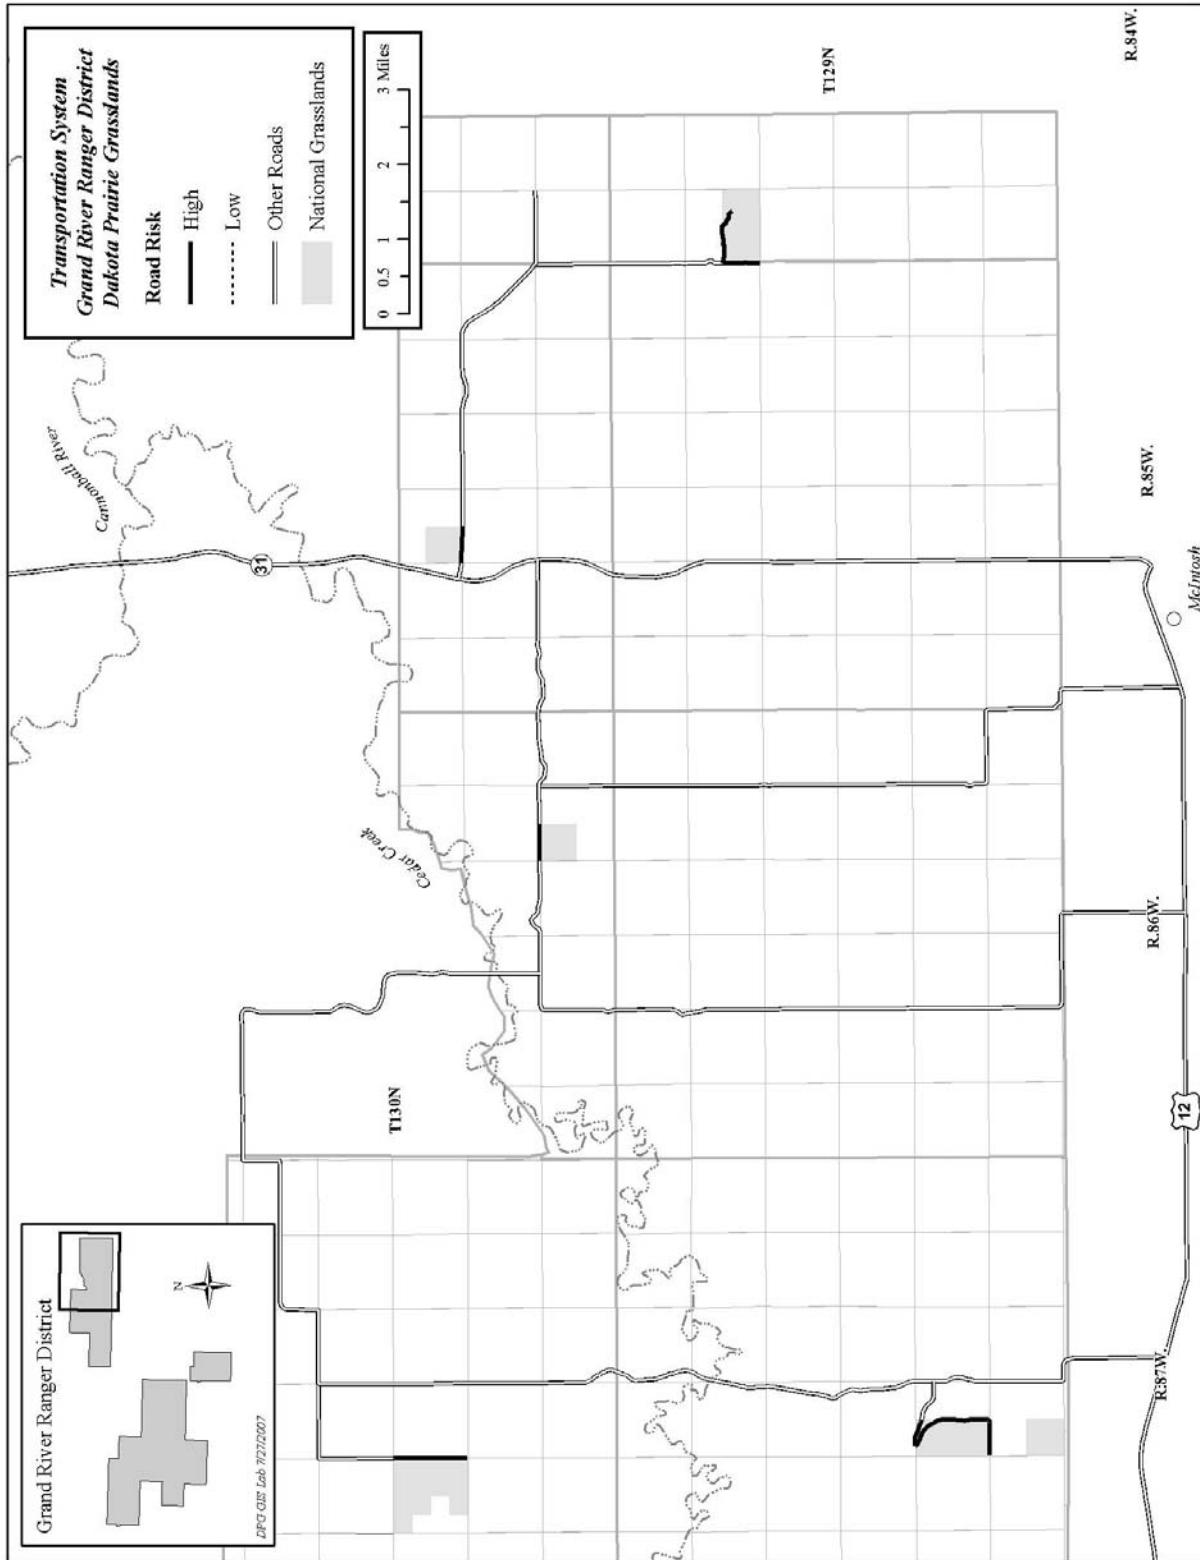 Transportation System
Grand River Ranger District
Dakota Prairie Grasslands
Road Risk
High
Low
Other Roads
National Grasslands
0 0.5 1 2 3 Miles
Cannonball River
31
Cedar Creek
T130N
T129N
R.84W.
R.85W.
R.86W.
R.87W.
McIntosh
12
Grand River Ranger District
N
DPG GIS Lab 7/27/2007